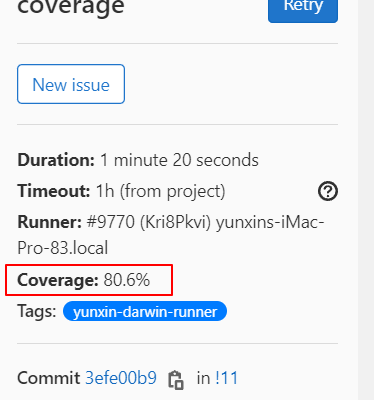 coverage
Retry
New issue
Duration: 1 minute 20 seconds
Timeout: 1h (from project)
Runner: #9770 (Kri8Pkvi) yunxins-iMac-
Pro-83.local
Coverage: 80.6%
Tags: yunxin-darwin-runner
Commit 3efe00b9 in !11